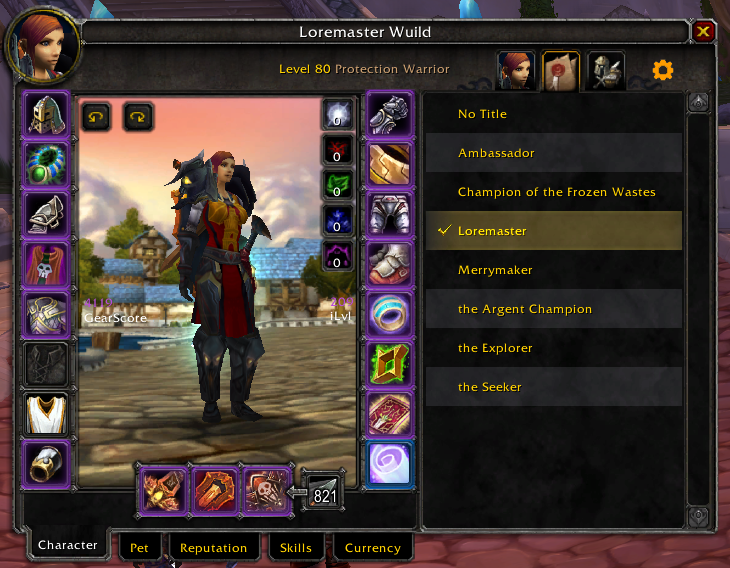 Loremaster Wuild
Level 80 Protection Warrior
0
0
0
0
0
GearScore
iLvl
821
No Title
Ambassador
Champion of the Frozen Wastes
Loremaster
Merrymaker
the Argent Champion
the Explorer
the Seeker
Character
Pet
Reputation
Skills
Currency